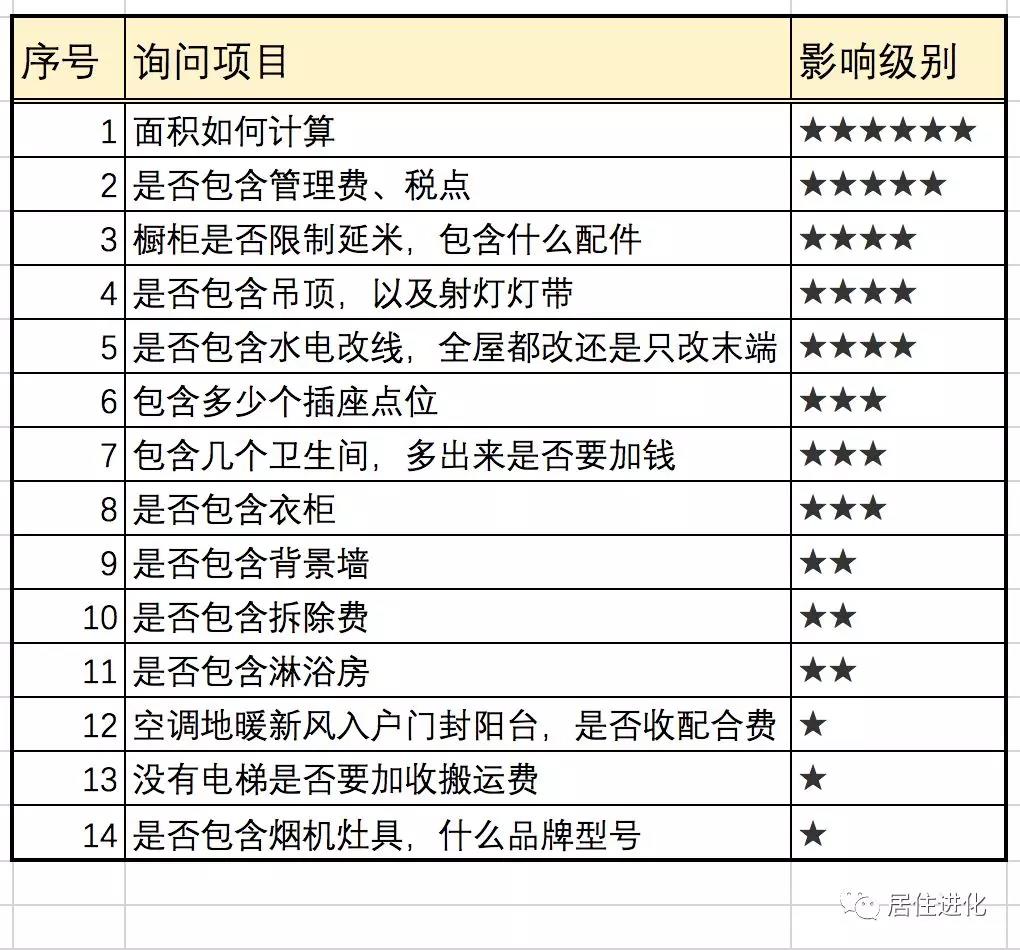 序号 询问项目 影响级别
1 面积如何计算 ★★★★★★
2 是否包含管理费、税点 ★★★★★
3 橱柜是否限制延米，包含什么配件 ★★★★
4 是否包含吊顶，以及射灯灯带 ★★★★
5 是否包含水电改线，全屋都改还是只改末端 ★★★★
6 包含多少个插座点位 ★★★
7 包含几个卫生间，多出来是否要加钱 ★★★
8 是否包含衣柜 ★★★
9 是否包含背景墙 ★★
10 是否包含拆除费 ★★
11 是否包含淋浴房 ★★
12 空调地暖新风入户门封阳台，是否收配合费 ★
13 没有电梯是否要加收搬运费 ★
14 是否包含烟机灶具，什么品牌型号 ★
居住进化